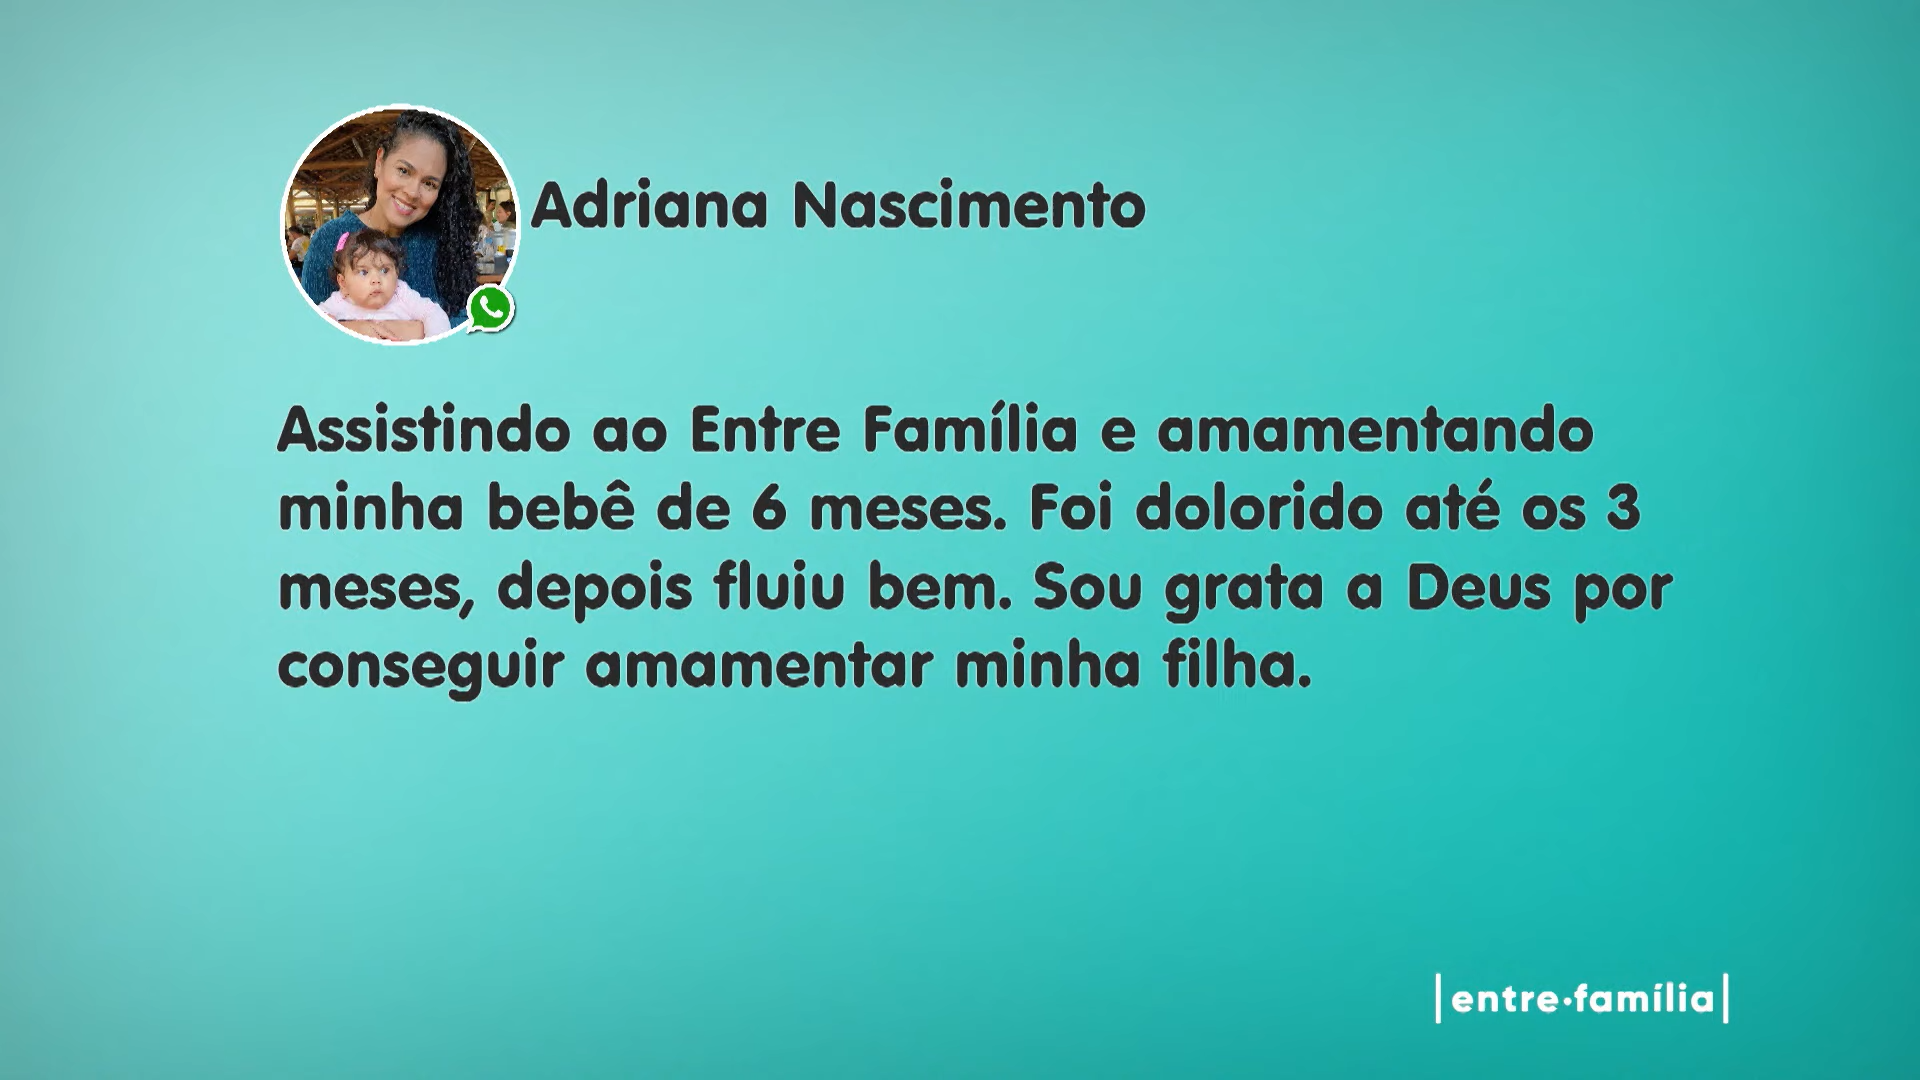 Adriana Nascimento
Assistindo ao Entre Família e amamentando
minha bebê de 6 meses. Foi dolorido até os 3
meses, depois fluiu bem. Sou grata a Deus por
conseguir amamentar minha filha.
|entre•família|